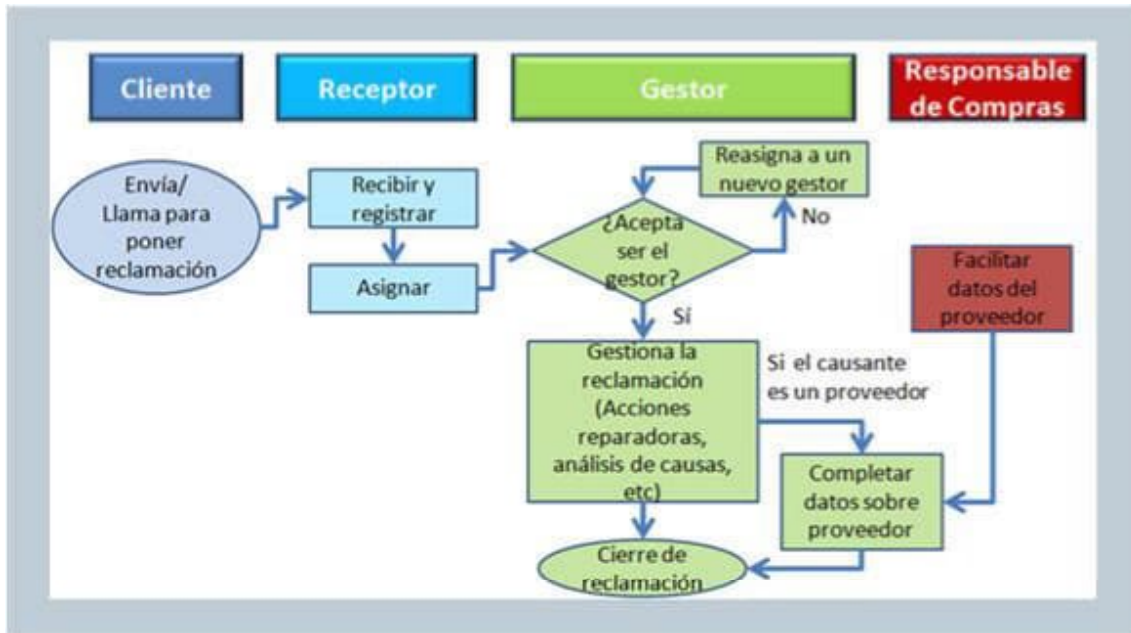 Cliente
Receptor
Gestor
Responsable
de Compras
Envía/
Llama para
poner
reclamación
Recibir y
registrar
Asignar
¿Acepta
ser el
gestor?
Reasigna a un
nuevo gestor
No
Sí
Gestiona la
reclamación
(Acciones
reparadoras,
análisis de causas,
etc)
Si el causante
es un proveedor
Facilitar
datos del
proveedor
Completar
datos sobre
proveedor
Cierre de
reclamación